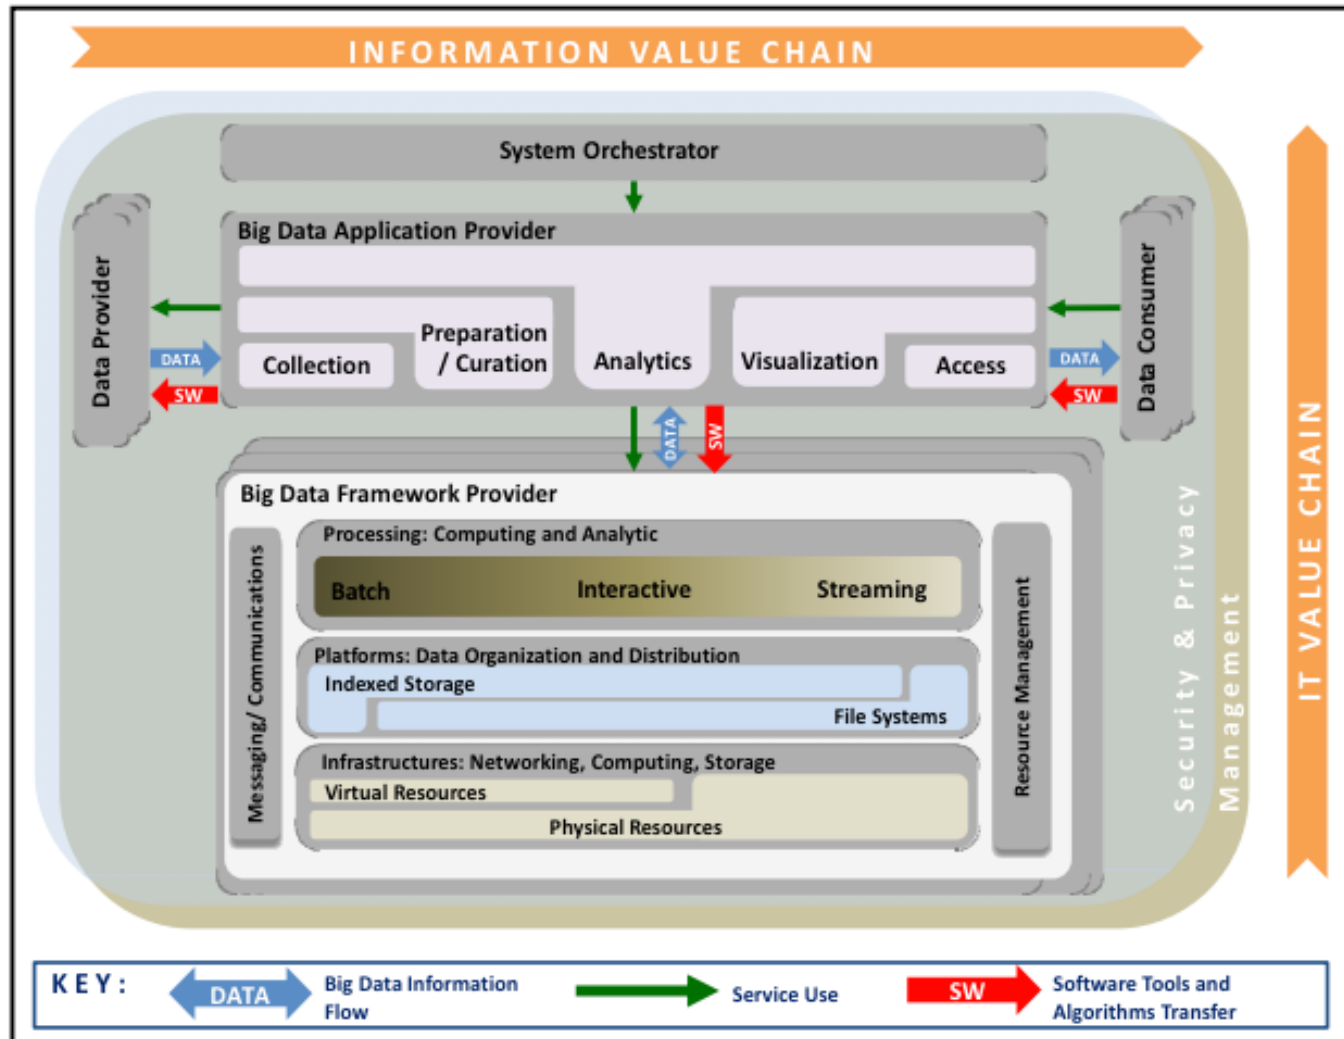 INFORMATION VALUE CHAIN
System Orchestrator
Big Data Application Provider
Data Provider
Preparation
/ Curation
Collection
Analytics
Visualization
Access
Data Consumer
DATA
SW
DATA
SW
DATA
SW
Big Data Framework Provider
Messaging/ Communications
Processing: Computing and Analytic
Batch
Interactive
Streaming
Platforms: Data Organization and Distribution
Indexed Storage
File Systems
Infrastructures: Networking, Computing, Storage
Virtual Resources
Physical Resources
Resource Management
Security & Privacy
Management
IT VALUE CHAIN
KEY:
DATA
Big Data Information
Flow
Service Use
SW
Software Tools and
Algorithms Transfer